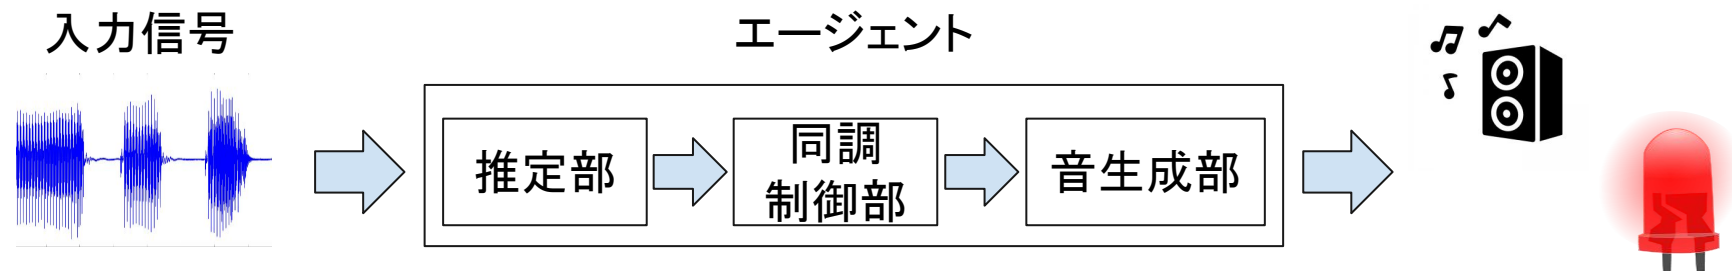 入力信号
エージェント
推定部
同調
制御部
音生成部